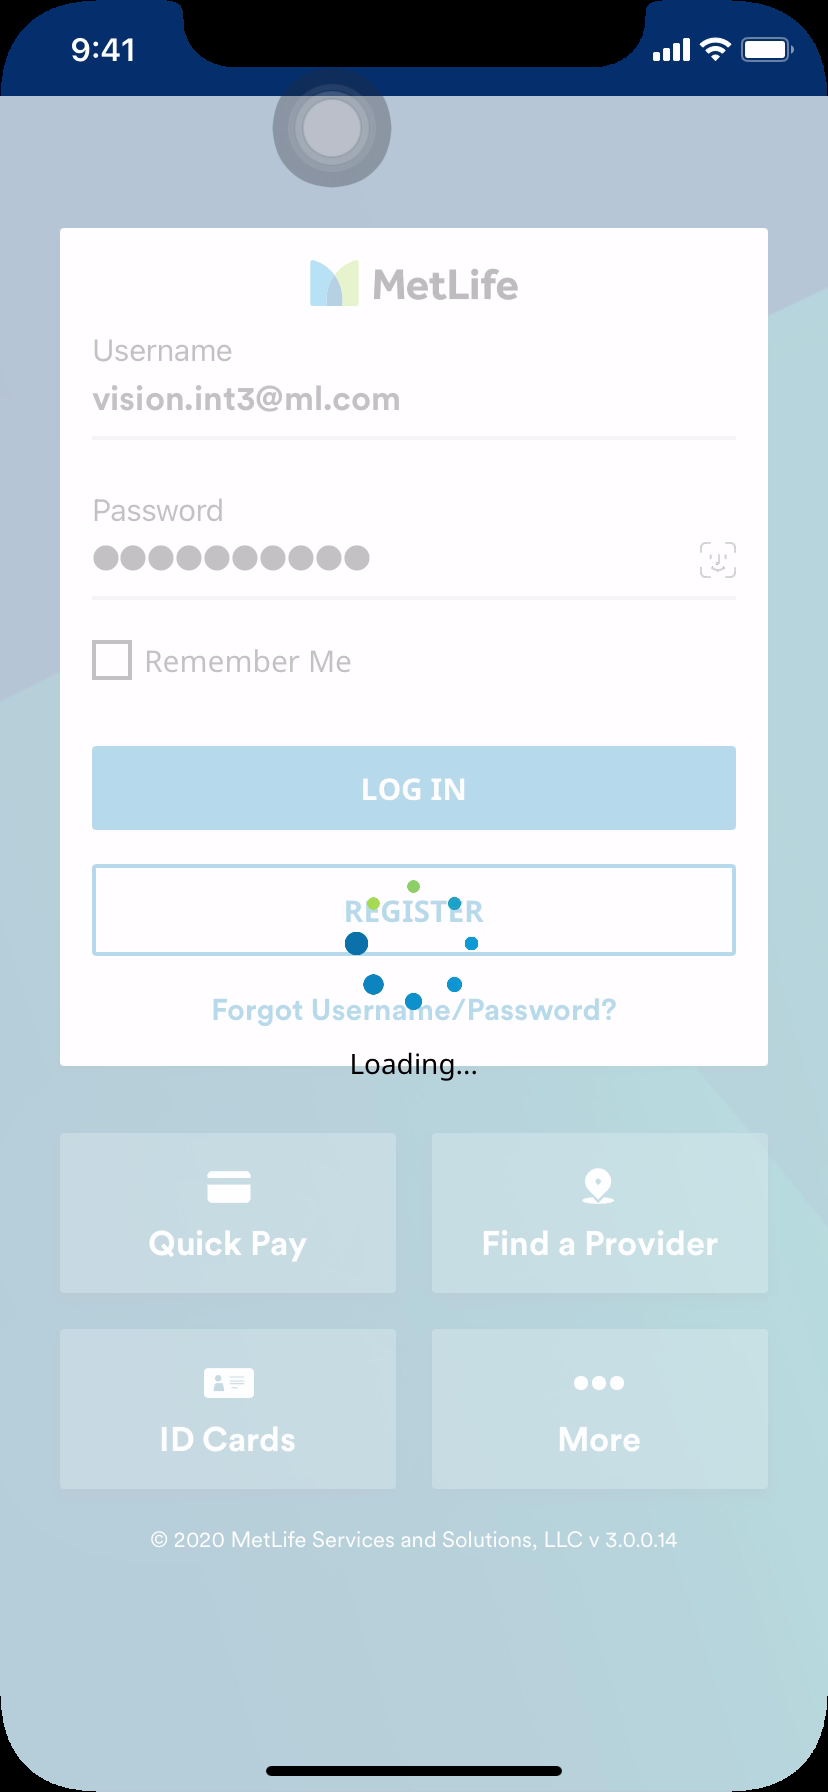 9:41
MetLife
Username
vision.int3@ml.com
Password
●●●●●●●●●●
Remember Me
LOG IN
REGISTER
Forgot Username/Password?
Loading...
Quick Pay
Find a Provider
ID Cards
More
© 2020 MetLife Services and Solutions, LLC v 3.0.0.14